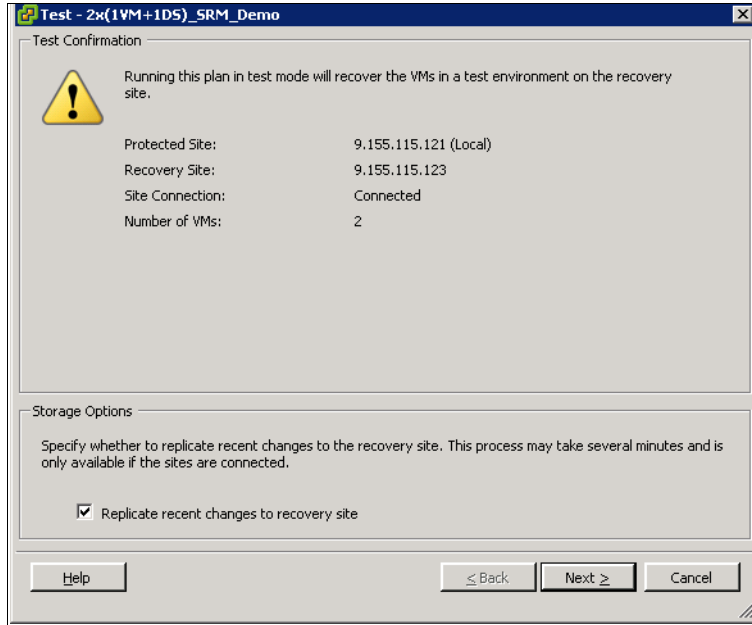 Test - 2x(1VM+1DS)_SRM_Demo
Test Confirmation
Running this plan in test mode will recover the VMs in a test environment on the recovery
site.
Protected Site: 9.155.115.121 (Local)
Recovery Site: 9.155.115.123
Site Connection: Connected
Number of VMs: 2
Storage Options
Specify whether to replicate recent changes to the recovery site. This process may take several minutes and is
only available if the sites are connected.
Replicate recent changes to recovery site
Help ≤ Back Next ≥ Cancel